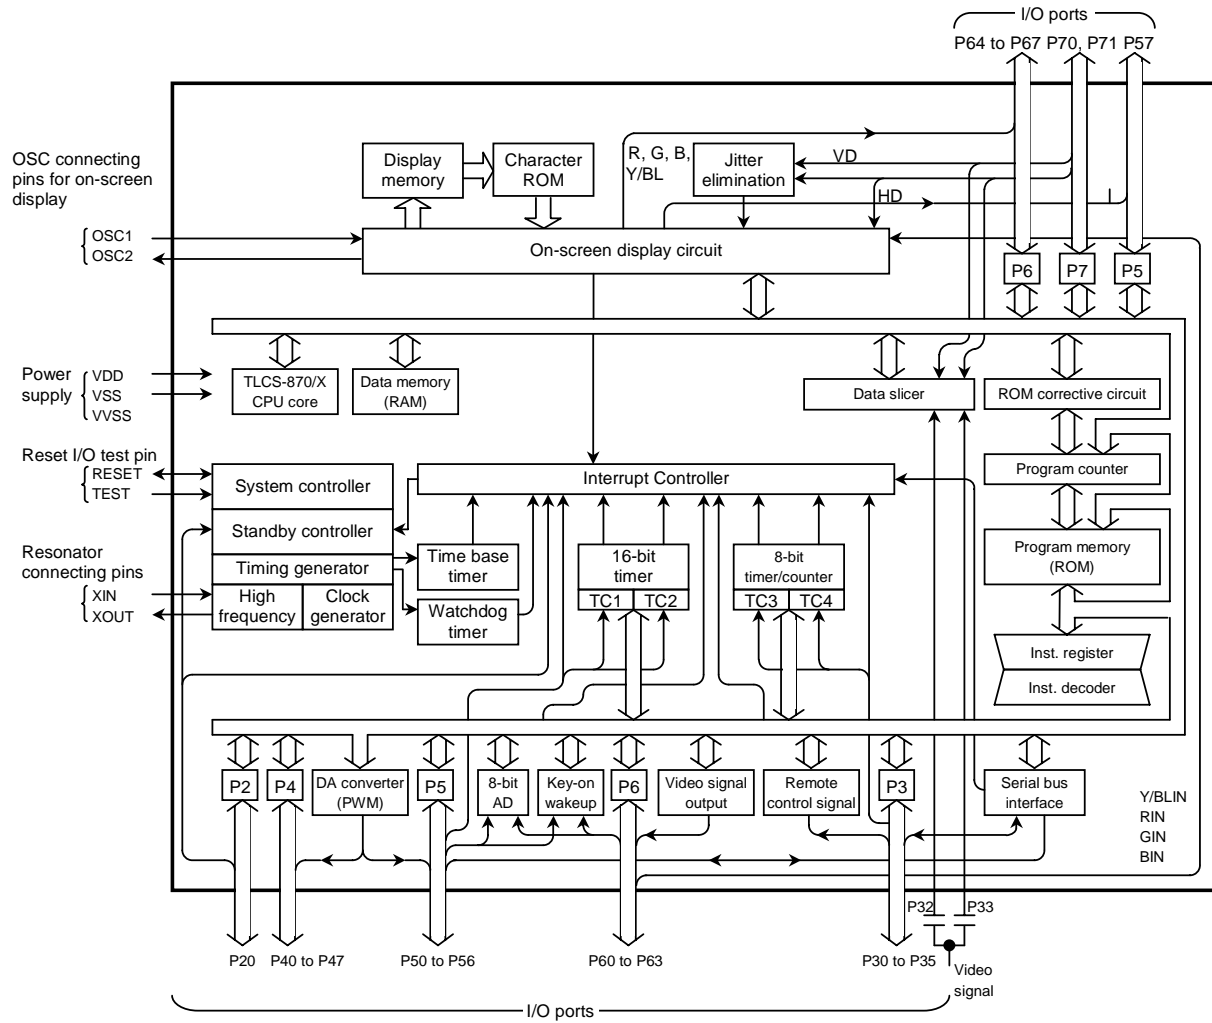 I/O ports
P64 to P67 P70, P71 P57
OSC connecting
pins for on-screen
display
OSC1
OSC2
Display
memory
Character
ROM
R, G, B,
Y/BL
Jitter
elimination
VD
HD
On-screen display circuit
P6
P7
P5
Power
supply
VDD
VSS
VVSS
TLCS-870/X
CPU core
Data memory
(RAM)
Data slicer
ROM corrective circuit
Reset I/O test pin
RESET
TEST
System controller
Interrupt Controller
Program counter
Standby controller
Resonator
connecting pins
XIN
XOUT
Timing generator
High
frequency
Clock
generator
Time base
timer
Watchdog
timer
16-bit
timer
TC1
TC2
8-bit
timer/counter
TC3
TC4
Program memory
(ROM)
Inst. register
Inst. decoder
P2
P4
DA converter
(PWM)
P5
8-bit
AD
Key-on
wakeup
P6
Video signal
output
Remote
control signal
P3
Serial bus
interface
Y/BLIN
RIN
GIN
BIN
P32
P33
P20
P40 to P47
P50 to P56
P60 to P63
P30 to P35
Video
signal
I/O ports